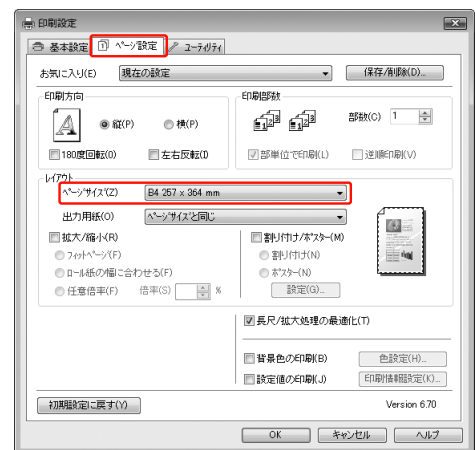 印刷設定
基本設定 ページ設定 ユーティリティ
お気に入り(E) 現在の設定 保存/削除(D)...
印刷方向 印刷部数
縦(P) 横(P) 部数(C) 1
180度回転(O) 左右反転(I) 部単位で印刷(L) 逆順印刷(V)
レイアウト
ページサイズ(Z) B4 257 x 364 mm
出力用紙(O) ページサイズと同じ
拡大/縮小(R) 割り付け/ポスター(M)
フィットページ(F) 割り付け(N)
ロール紙の幅に合わせる(F) ポスター(N)
任意倍率(F) 倍率(S) % 設定(G)...
長尺/拡大処理の最適化(T)
背景色の印刷(B) 色設定(H)...
設定値の印刷(J) 印刷情報設定(K)...
初期設定に戻す(Y) Version 6.70
OK キャンセル ヘルプ